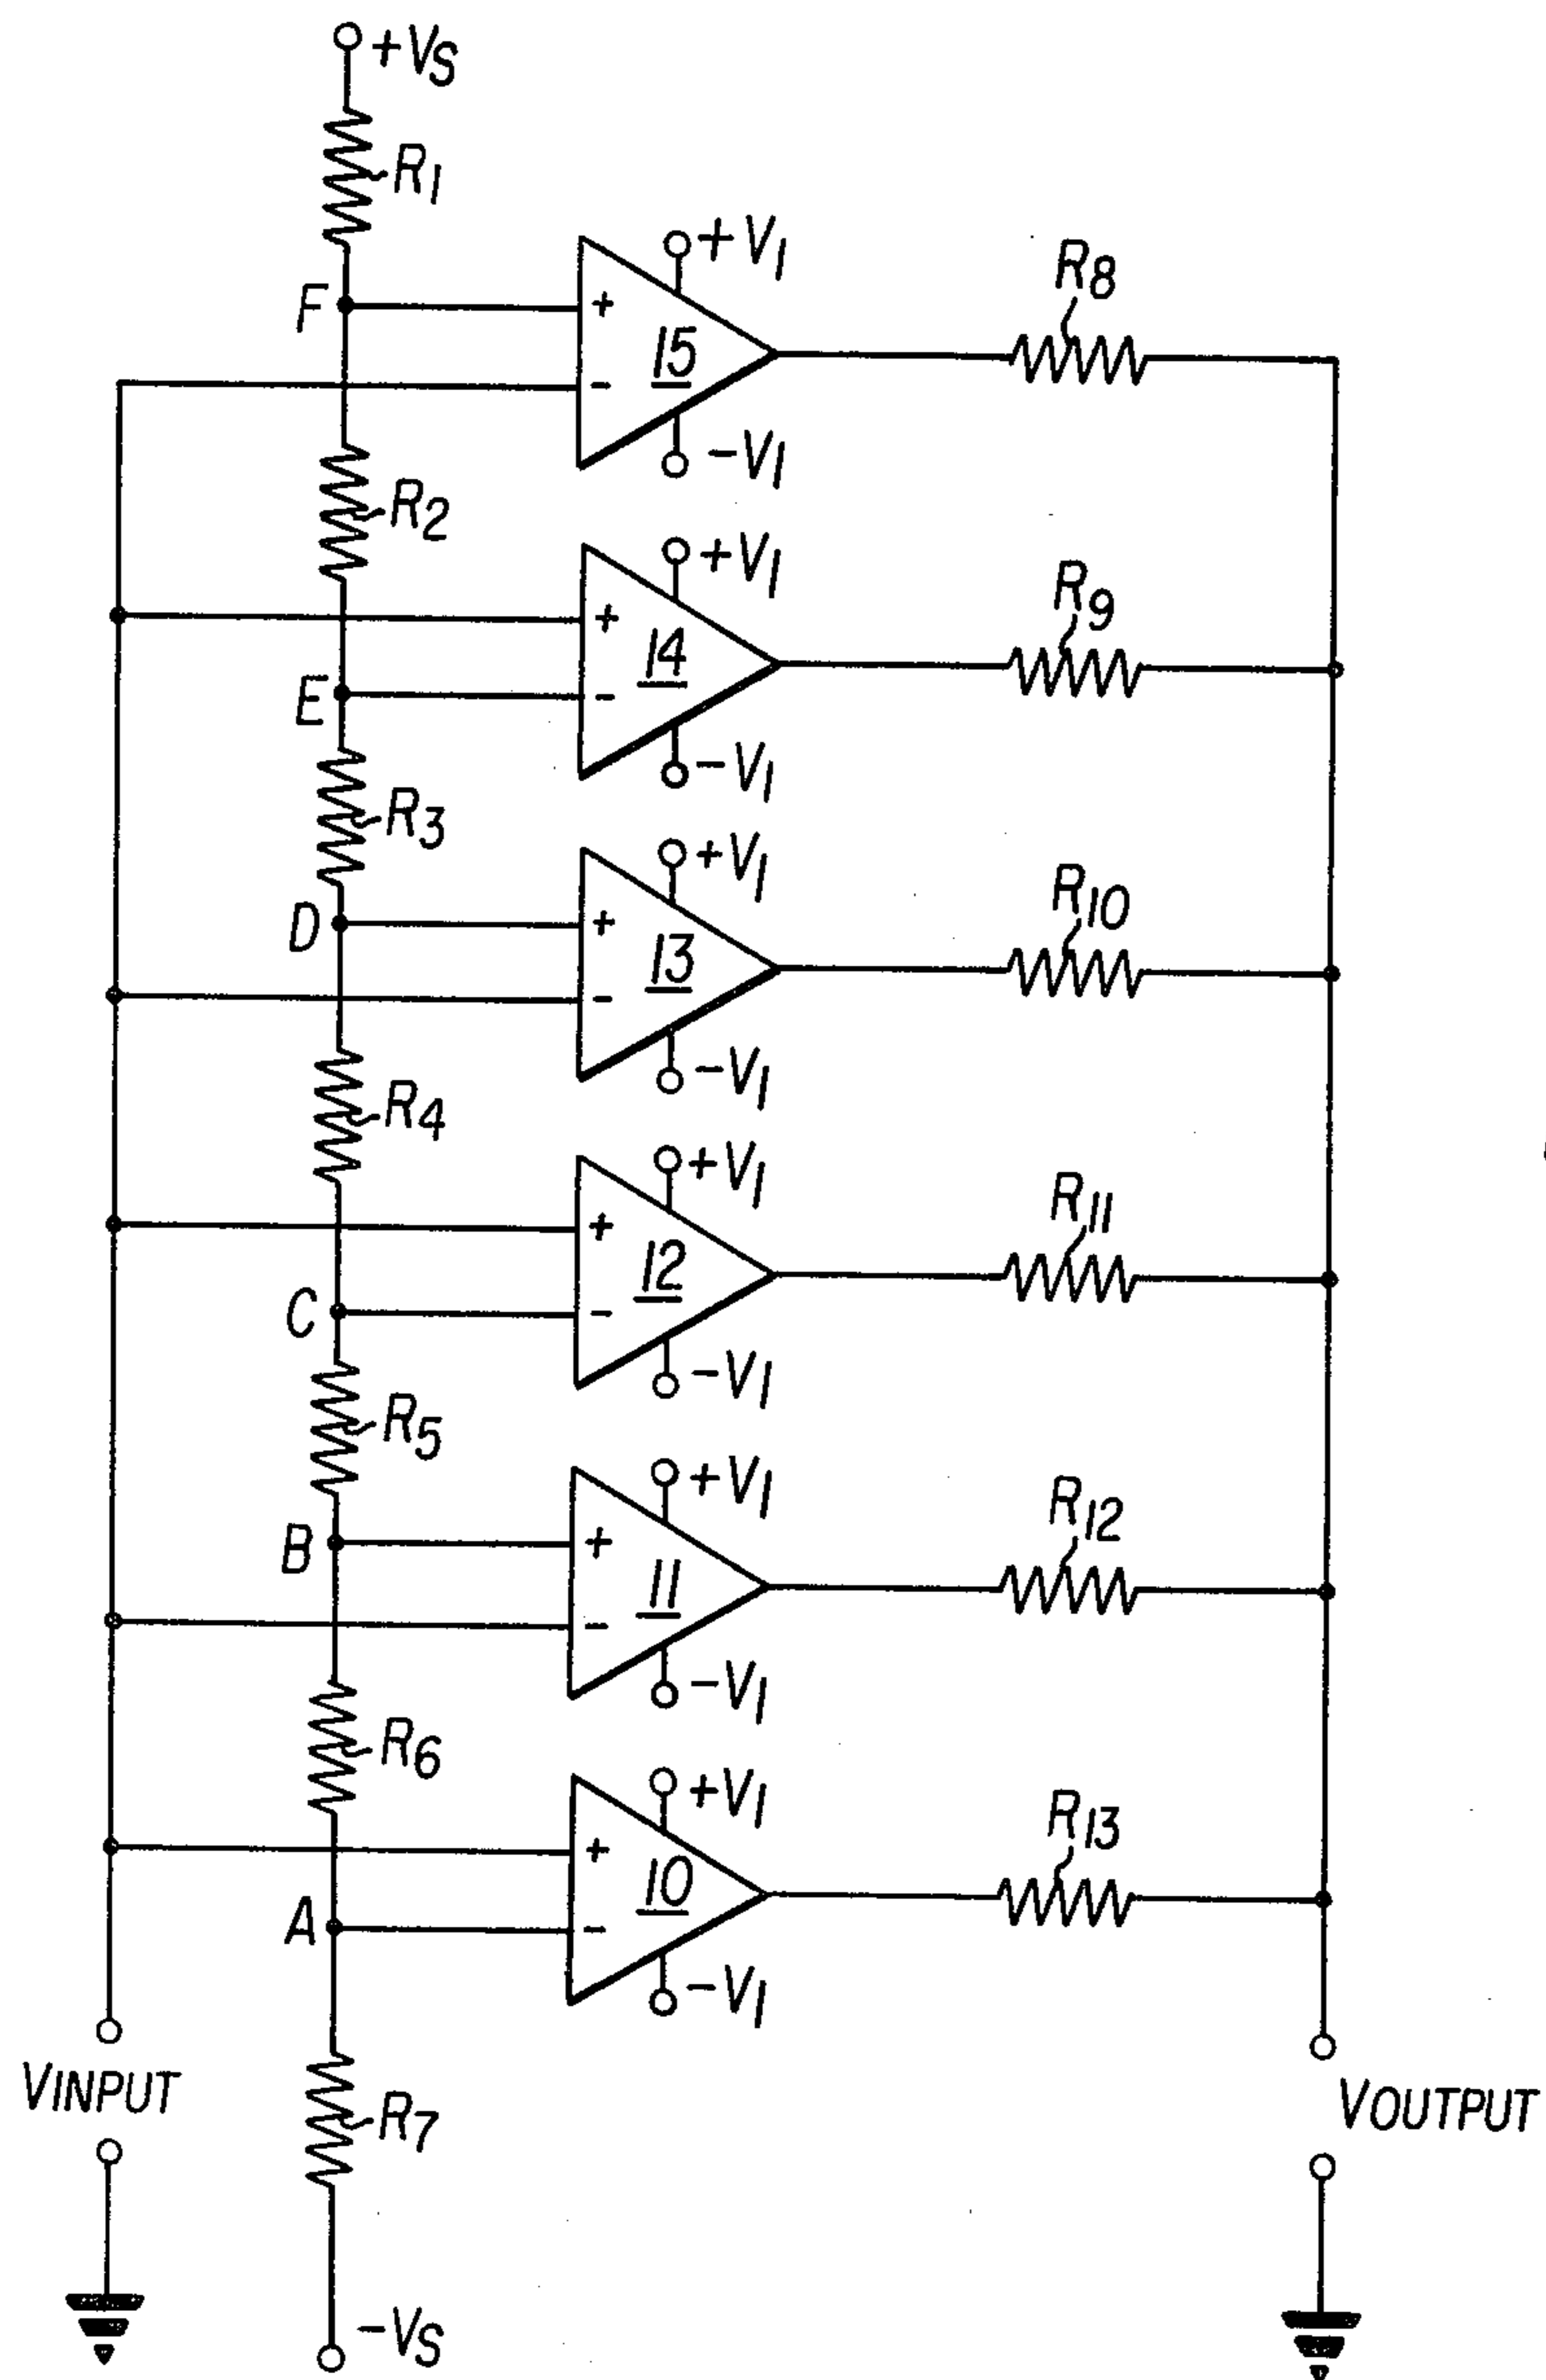 +VS
R1
+V1
F
+
15
-
-V1
R8
R2
+V1
+
14
E
-
-V1
R9
R3
+V1
D
+
13
-
-V1
R10
R4
+V1
+
12
C
-
-V1
R11
R5
+V1
B
+
11
-
-V1
R12
R6
+V1
+
10
A
-
-V1
R13
VINPUT
R7
VOUTPUT
-VS